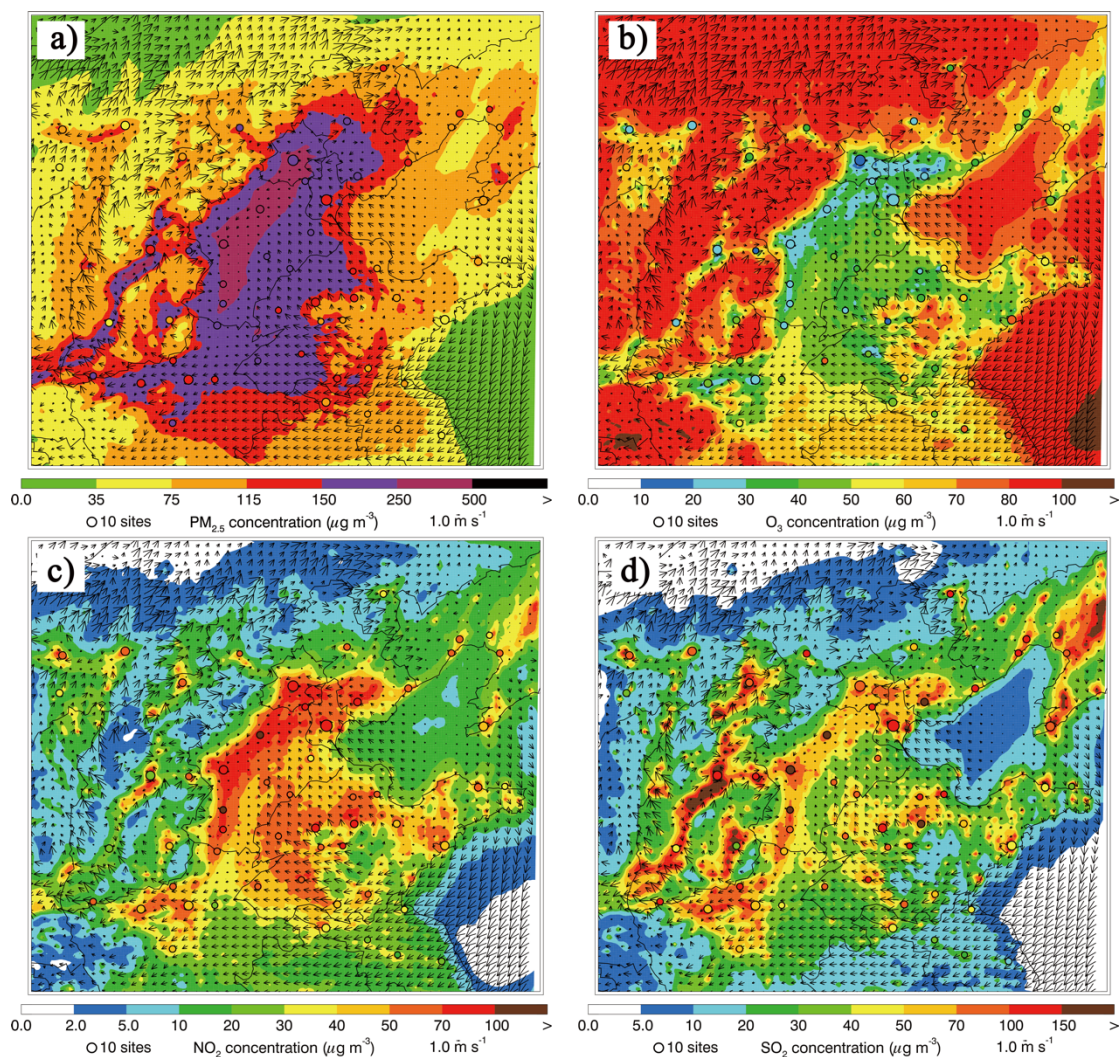 a)
b)
0.0 35 75 115 150 250 500 >
10 sites PM2.5 concentration (μg m-3) 1.0 m s-1
0.0 10 20 30 40 50 60 70 80 100 >
10 sites O3 concentration (μg m-3) 1.0 m s-1
c)
d)
0.0 2.0 5.0 10 20 30 40 50 70 100 >
10 sites NO2 concentration (μg m-3) 1.0 m s-1
0.0 5.0 10 20 30 40 50 70 100 150 >
10 sites SO2 concentration (μg m-3) 1.0 m s-1